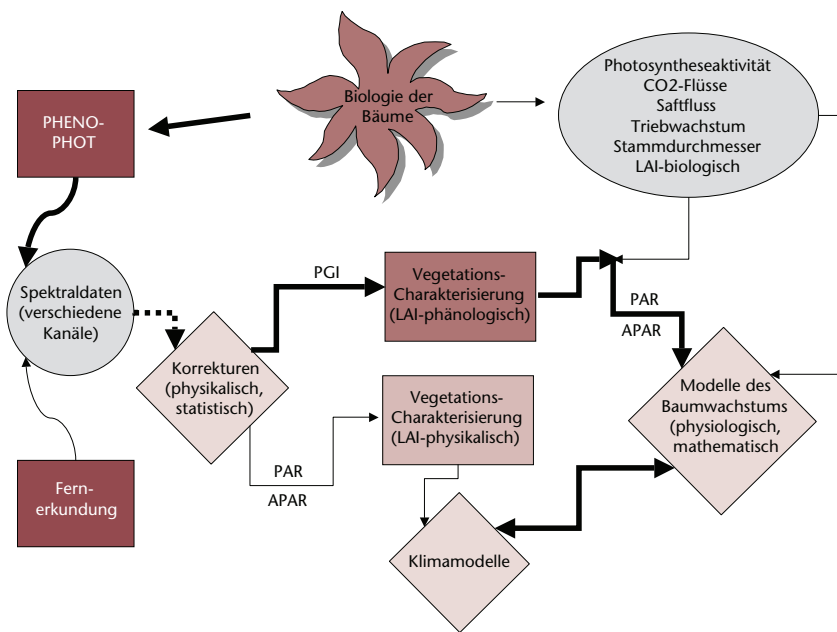 Biologie der
Bäume
Photosyntheseaktivität
CO2-Flüsse
Saftfluss
Triebwachstum
Stammdurchmesser
LAI-biologisch
PHENO-
PHOT
Spektraldaten
(verschiedene
Kanäle)
PGI
Vegetations-
Charakterisierung
(LAI-phänologisch)
PAR
APAR
Korrekturen
(physikalisch,
statistisch)
Vegetations-
Charakterisierung
(LAI-physikalisch)
Modelle des
Baumwachstums
(physiologisch,
mathematisch
PAR
APAR
Fern-
erkundung
Klimamodelle